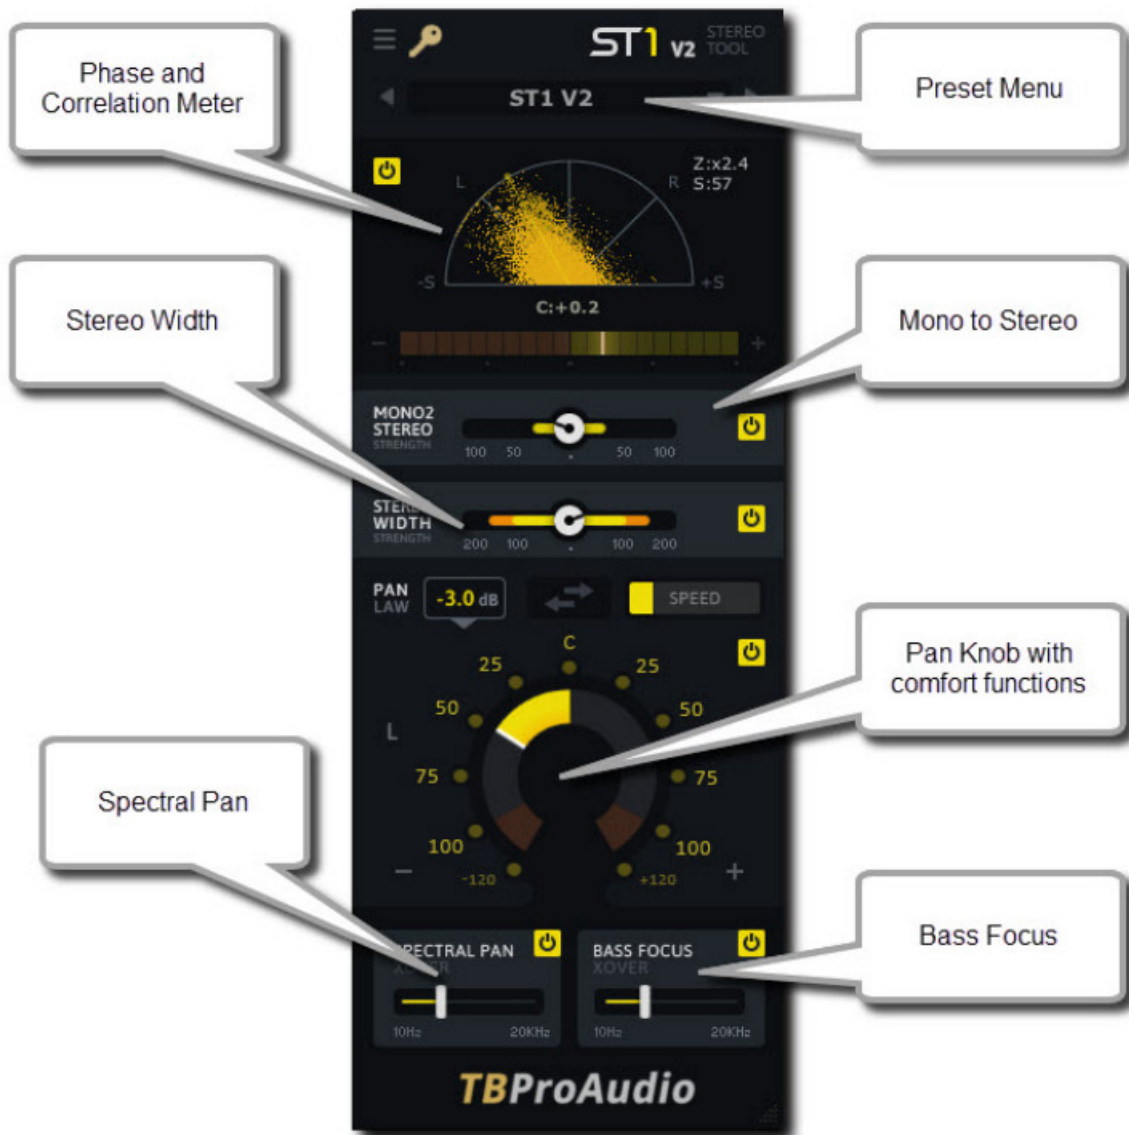 Phase and
Correlation Meter
ST1 V2 STEREO
TOOL
ST1 V2
Preset Menu
L
R
Z:x2.4
S:57
-S
+S
C:+0.2
- +
Stereo Width
Mono to Stereo
MONO2
STEREO
STRENGTH
100 50 50 100
STEREO
WIDTH
STRENGTH
200 100 100 200
PAN
LAW
-3.0 dB
SPEED
Pan Knob with
comfort functions
C
25 25
50 50
L
75 75
100 100
- -120 +120 +
Spectral Pan
Bass Focus
SPECTRAL PAN
XOVER
10Hz 20KHz
BASS FOCUS
XOVER
10Hz 20KHz
TBProAudio